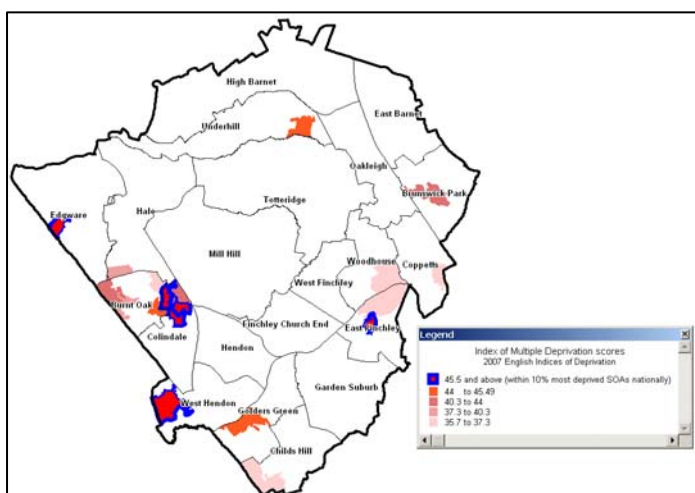 High Barnet
East Barnet
Underhill
Oakleigh
Brunswick Park
Edgware
Hale
Totteridge
Mill Hill
Woodhouse
Coppetts
West Finchley
Burnt Oak
Finchley Church End
East Finchley
Colindale
Hendon
Garden Suburb
West Hendon
Golders Green
Childs Hill
Legend
Index of Multiple Deprivation scores
2007 English Indices of Deprivation
45.5 and above (within 10% most deprived SOAs nationally)
44 to 45.49
40.3 to 44
37.3 to 40.3
35.7 to 37.3